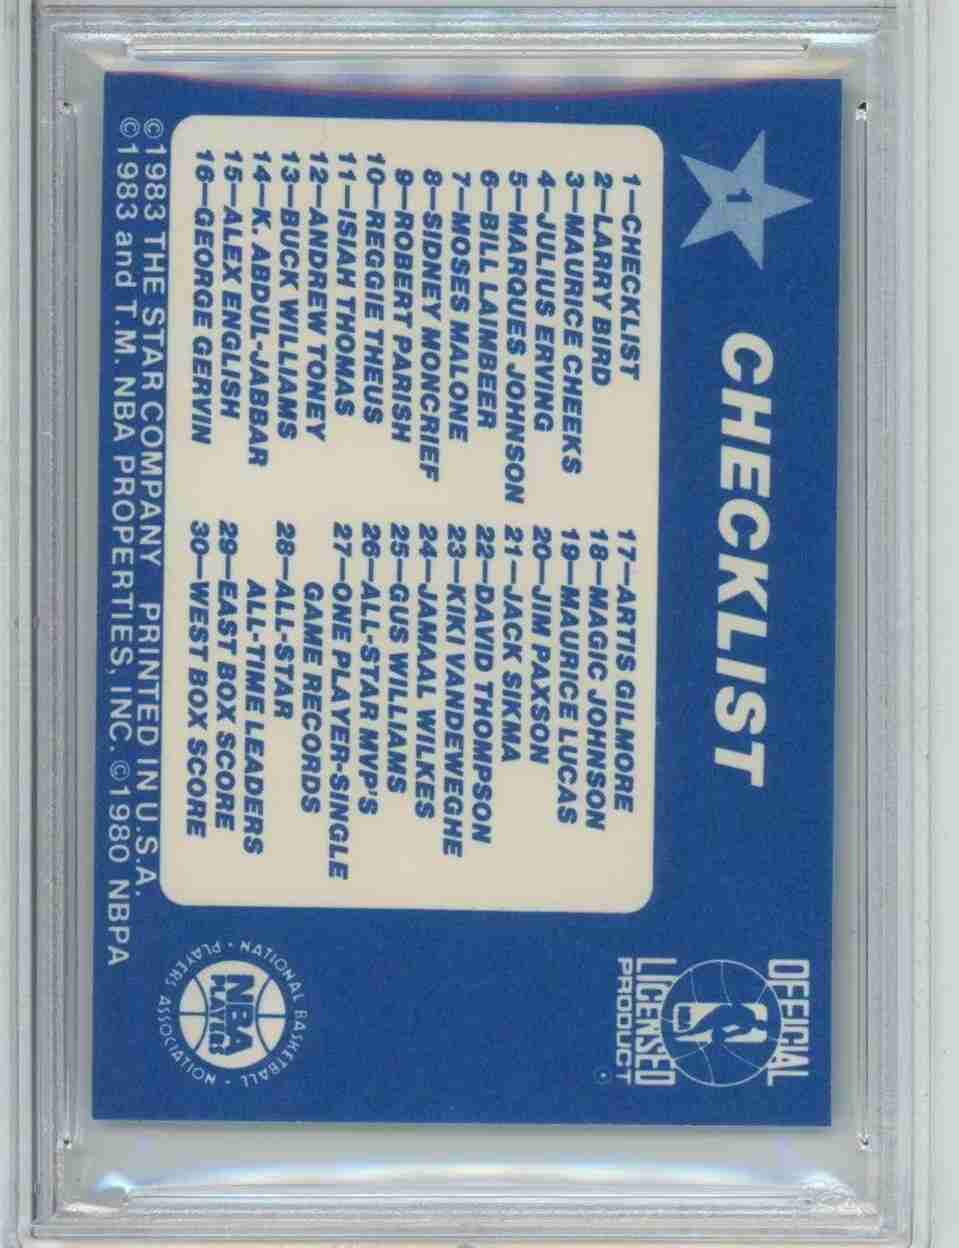 1
CHECKLIST
1—CHECKLIST
2—LARRY BIRD
3—MAURICE CHEEKS
4—JULIUS ERVING
5—MARQUES JOHNSON
6—BILL LAIMBEER
7—MOSES MALONE
8—SIDNEY MONCRIEF
9—ROBERT PARISH
10—REGGIE THEUS
11—ISIAH THOMAS
12—ANDREW TONEY
13—BUCK WILLIAMS
14—K. ABDUL-JABBAR
15—ALEX ENGLISH
16—GEORGE GERVIN
17—ARTIS GILMORE
18—MAGIC JOHNSON
19—MAURICE LUCAS
20—JIM PAXSON
21—JACK SIKMA
22—DAVID THOMPSON
23—KIKI VANDEWEGHE
24—JAMAAL WILKES
25—GUS WILLIAMS
26—ALL-STAR MVP'S
27—ONE PLAYER-SINGLE
GAME RECORDS
28—ALL-STAR
ALL-TIME LEADERS
29—EAST BOX SCORE
30—WEST BOX SCORE
OFFICIAL
LICENSED
PRODUCT
NATIONAL BASKETBALL
PLAYERS ASSOCIATION
NBA
PLAYERS
©1983 THE STAR COMPANY PRINTED IN U.S.A.
©1983 and T.M. NBA PROPERTIES, INC. ©1980 NBPA